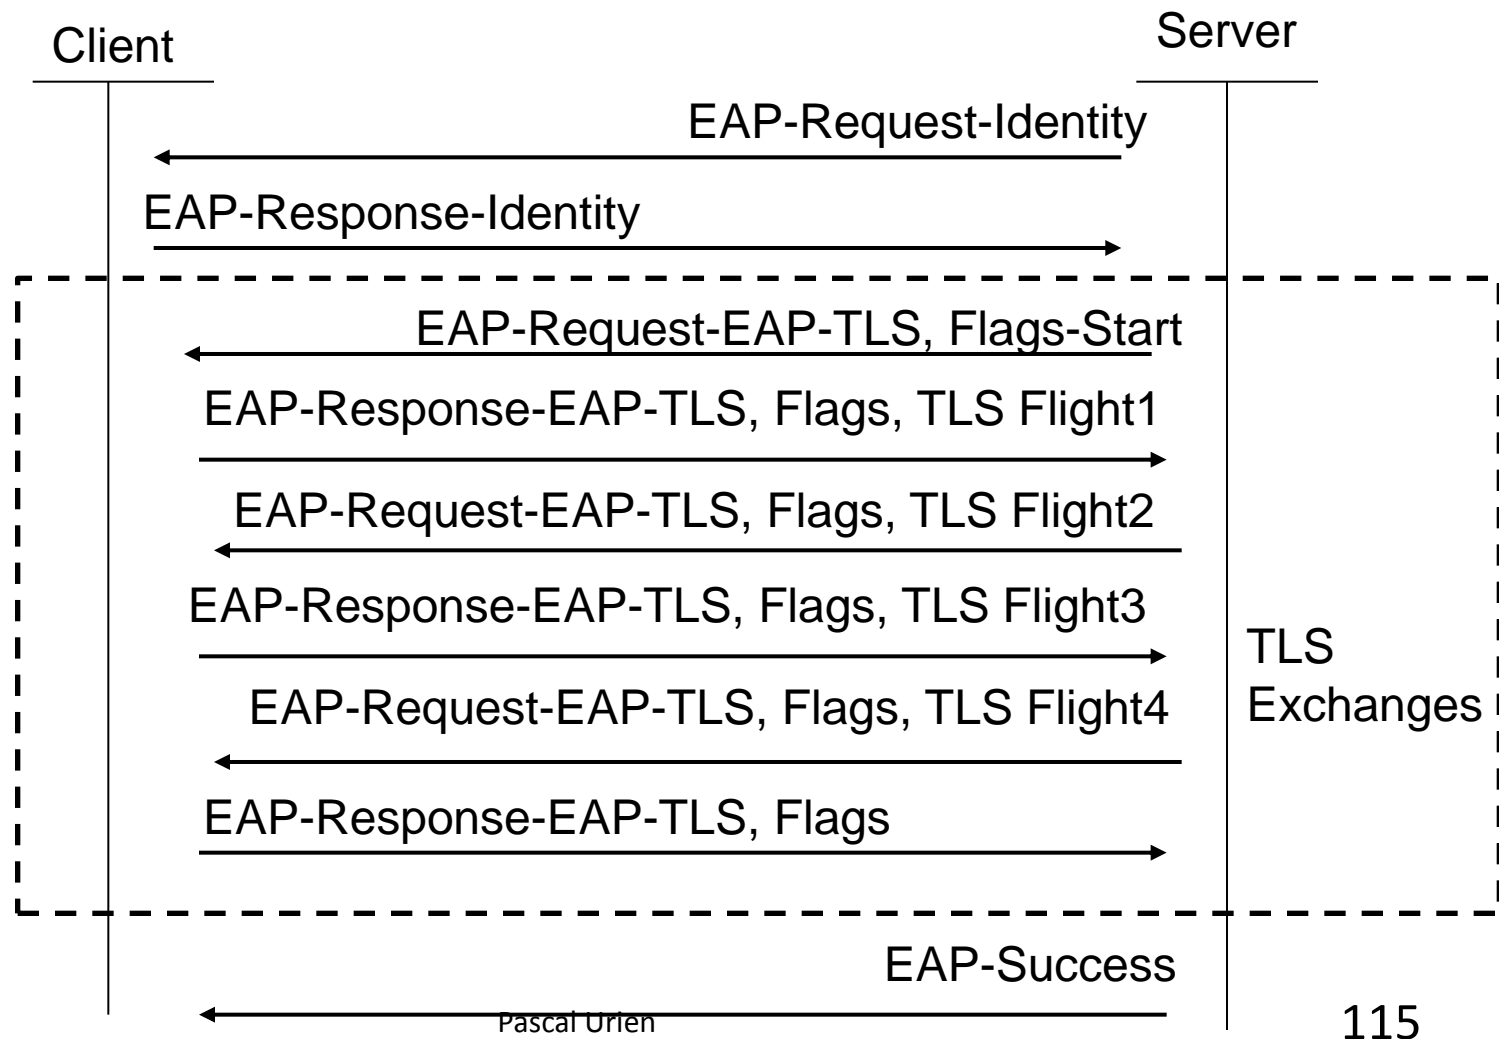 Client
Server
EAP-Request-Identity
EAP-Response-Identity
EAP-Request-EAP-TLS, Flags-Start
EAP-Response-EAP-TLS, Flags, TLS Flight1
EAP-Request-EAP-TLS, Flags, TLS Flight2
EAP-Response-EAP-TLS, Flags, TLS Flight3
TLS
Exchanges
EAP-Request-EAP-TLS, Flags, TLS Flight4
EAP-Response-EAP-TLS, Flags
EAP-Success
Pascal Urien
115